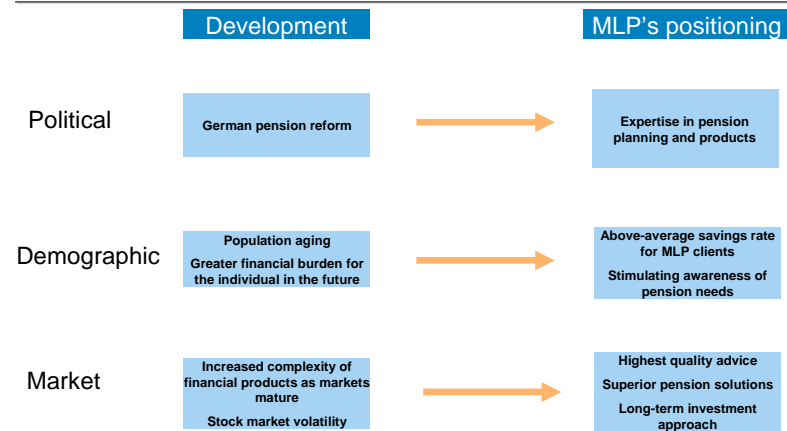 Development
MLP's positioning
Political
German pension reform
Expertise in pension
planning and products
Demographic
Population aging
Greater financial burden for
the individual in the future
Above-average savings rate
for MLP clients
Stimulating awareness of
pension needs
Market
Increased complexity of
financial products as markets
mature
Stock market volatility
Highest quality advice
Superior pension solutions
Long-term investment
approach